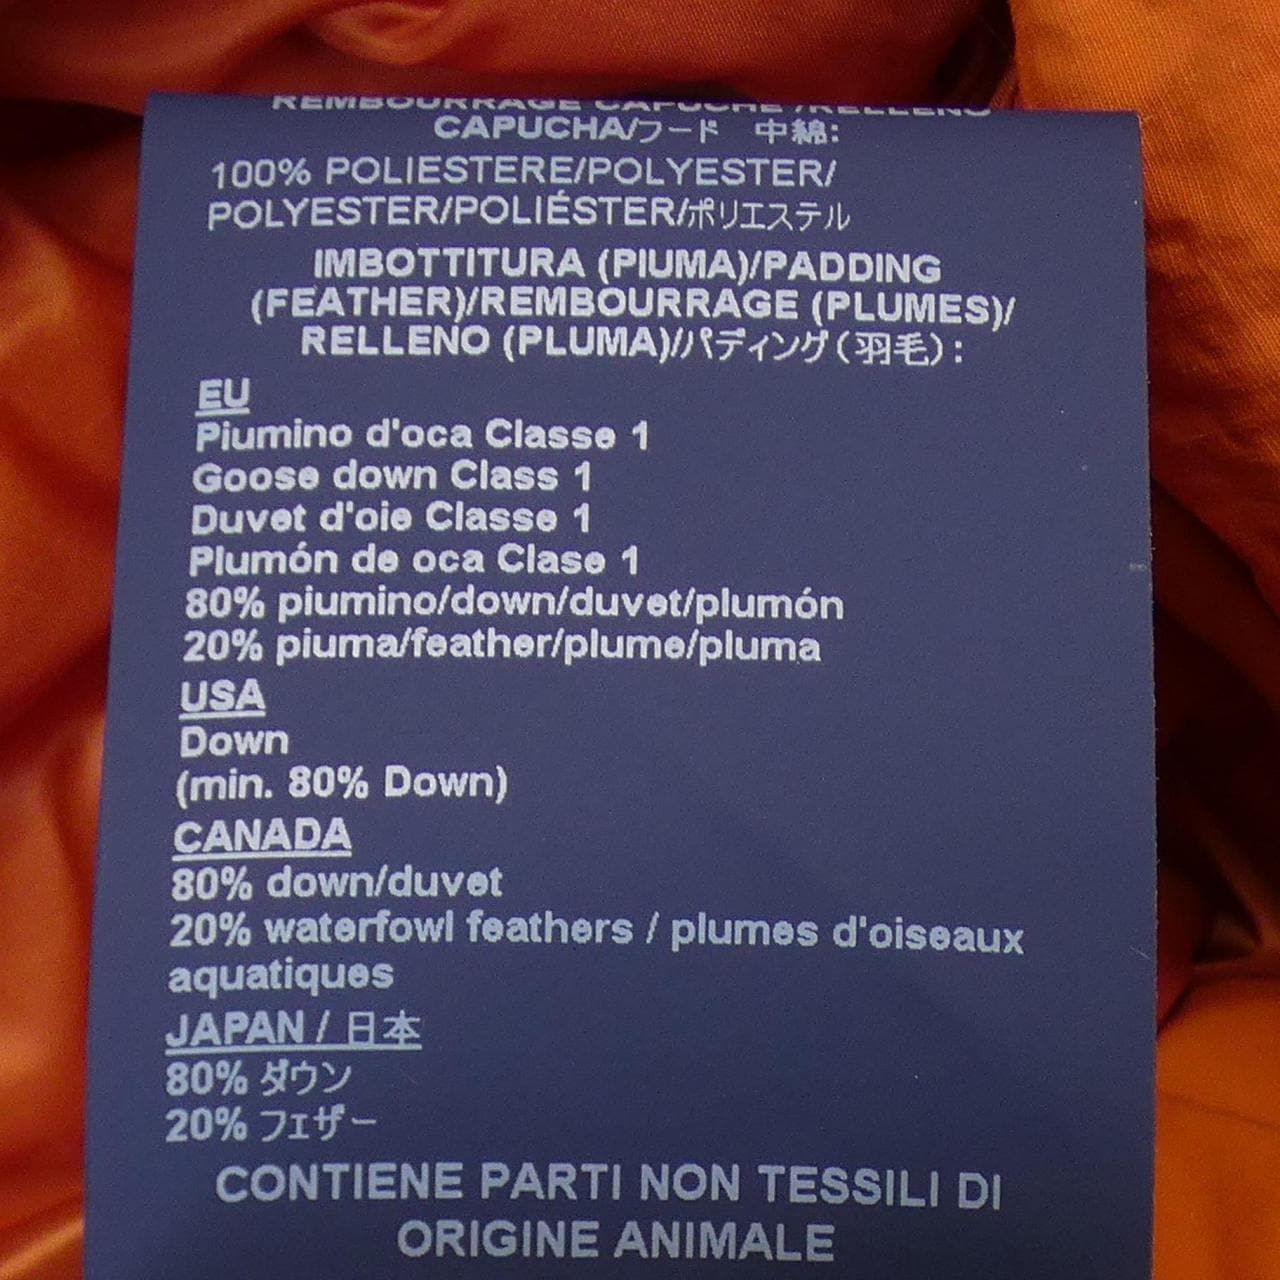 REMBOURRAGE CAPUCHE /RELLENO
CAPUCHA/フード 中綿:
100% POLIESTERE/POLYESTER/
POLYESTER/POLIÉSTER/ポリエステル
IMBOTTITURA (PIUMA)/PADDING
(FEATHER)/REMBOURRAGE (PLUMES)/
RELLENO (PLUMA)/パディング(羽毛):
EU
Piumino d'oca Classe 1
Goose down Class 1
Duvet d'oie Classe 1
Plumón de oca Clase 1
80% piumino/down/duvet/plumón
20% piuma/feather/plume/pluma
USA
Down
(min. 80% Down)
CANADA
80% down/duvet
20% waterfowl feathers / plumes d'oiseaux
aquatiques
JAPAN / 日本
80% ダウン
20% フェザー
CONTIENE PARTI NON TESSILI DI
ORIGINE ANIMALE